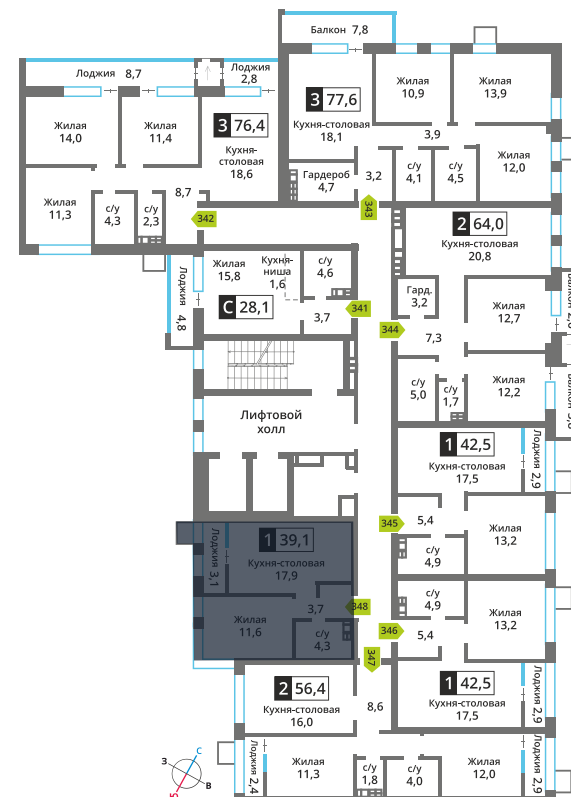 Балкон 7,8
Лоджия 8,7
Лоджия
2,8
3 77,6
Кухня-столовая
18,1
Жилая
10,9
Жилая
13,9
Жилая
14,0
Жилая
11,4
3 76,4
Кухня-
столовая
18,6
3,9
Жилая
12,0
Гардероб
4,7
3,2
с/у
4,1
с/у
4,5
Жилая
11,3
с/у
4,3
с/у
2,3
8,7
342
343
2 64,0
Кухня-столовая
20,8
Лоджия 4,8
Жилая
15,8
Кухня-
ниша
1,6
с/у
4,6
С 28,1
3,7
341
Гард.
3,2
344
7,3
Жилая
12,7
с/у
5,0
с/у
1,7
Жилая
12,2
Лифтовой
холл
1 42,5
Кухня-столовая
17,5
Лоджия 2,9
345
5,4
с/у
4,9
Жилая
13,2
Лоджия 3,1
1 39,1
Кухня-столовая
17,9
Жилая
11,6
3,7
348
с/у
4,3
с/у
4,9
346
5,4
Жилая
13,2
347
1 42,5
Кухня-столовая
17,5
Лоджия 2,9
2 56,4
Кухня-столовая
16,0
8,6
Лоджия 2,4
Жилая
11,3
с/у
1,8
с/у
4,0
Жилая
12,0
Лоджия 2,9
С
З
В
Ю